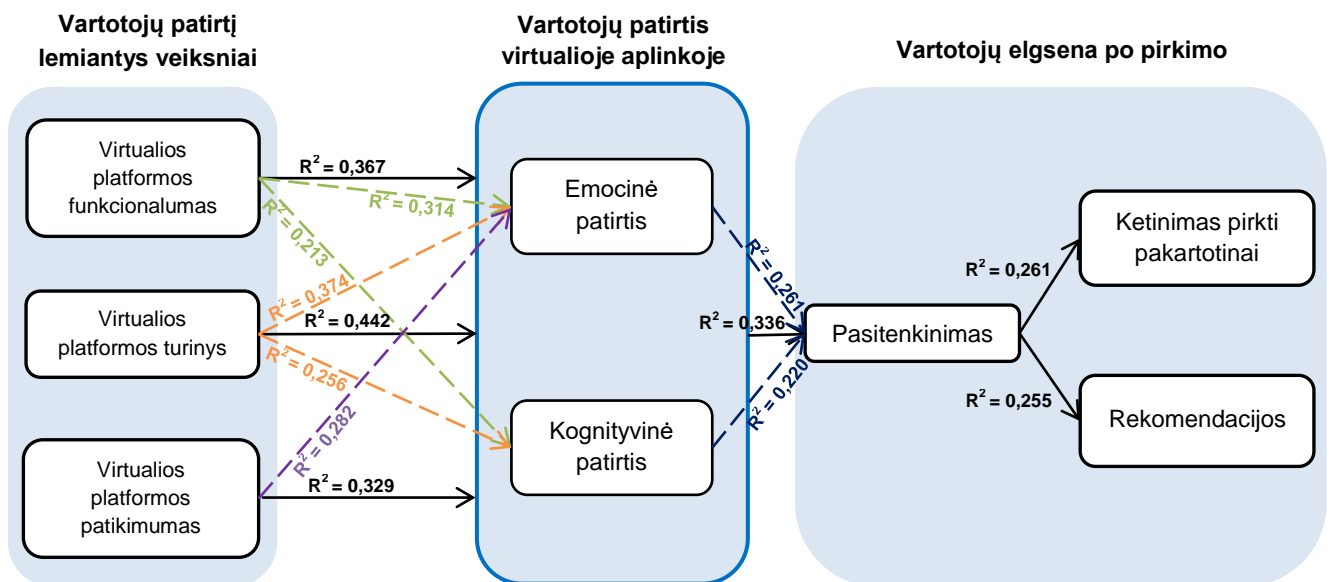 Vartotojų patirtį
lemiantys veiksniai
Vartotojų patirtis
virtualioje aplinkoje
Vartotojų elgsena po pirkimo
Virtualios
platformos
funkcionalumas
R² = 0,367
R² = 0,314
R² = 0,213
Emocinė
patirtis
Ketinimas pirkti
pakartotinai
R² = 0,261
R² = 0,261
R² = 0,374
Virtualios
platformos turinys
R² = 0,442
R² = 0,336
Pasitenkinimas
R² = 0,256
R² = 0,220
R² = 0,255
Rekomendacijos
R² = 0,282
Kognityvinė
patirtis
Virtualios
platformos
patikimumas
R² = 0,329